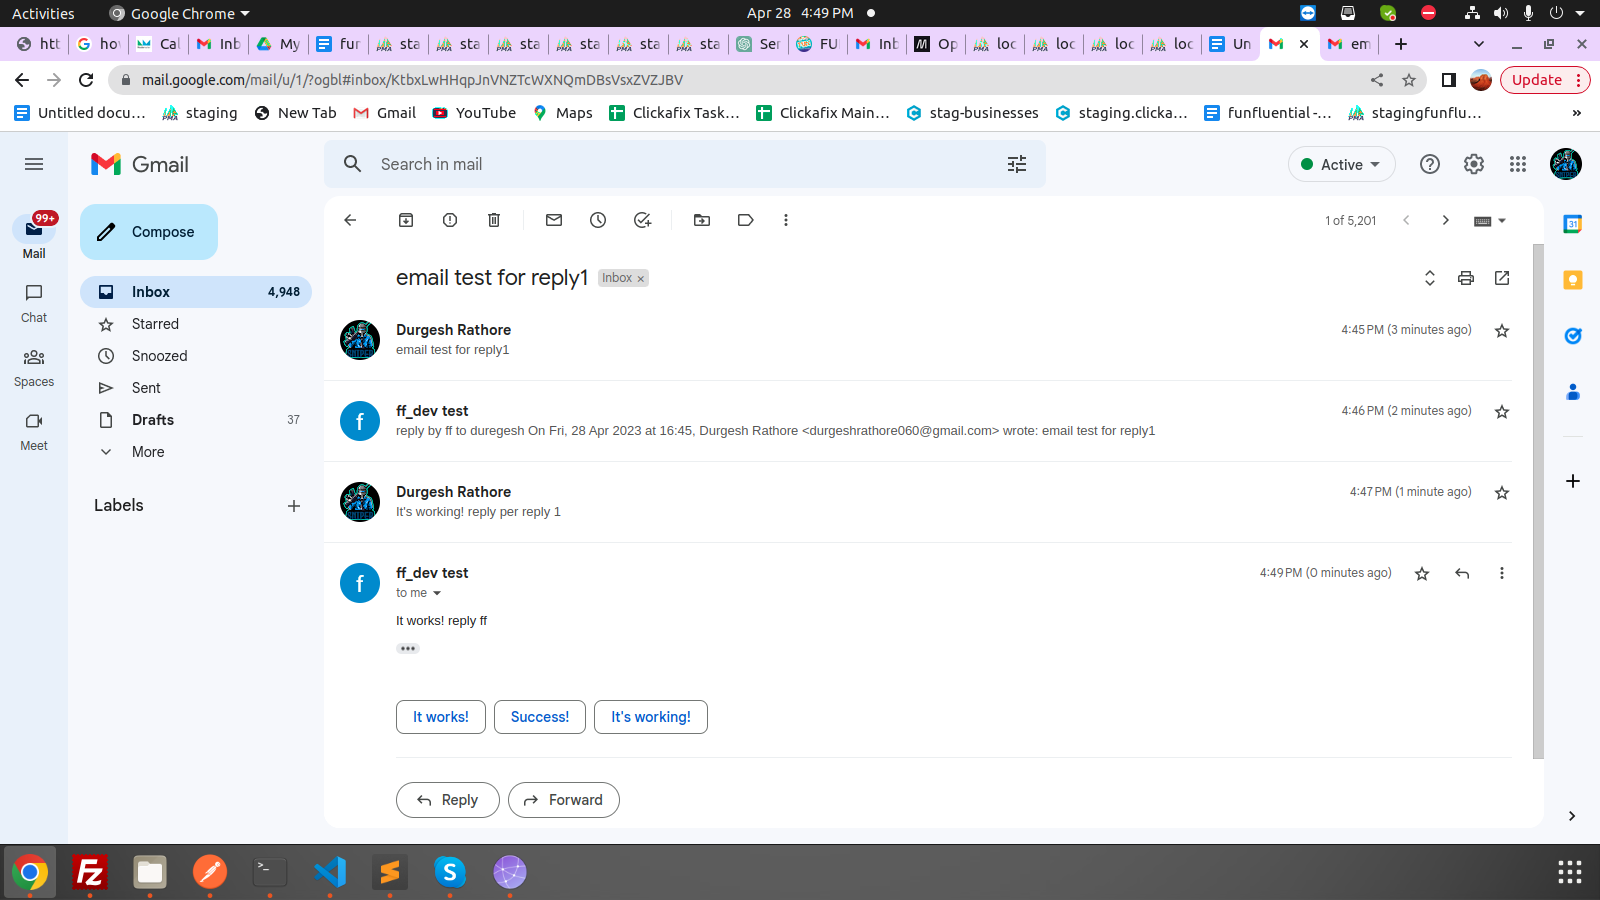 Activities
Google Chrome
Apr 28 4:49 PM
htt
hov
Cal
Inb
My
fur
sta
sta
sta
sta
sta
sta
Ser
FU
Inb
Op
loc
loc
loc
loc
Un
em
mail.google.com/mail/u/1/?ogbl#inbox/KtbxLwHHqpJnVNZTcWXNQmDBsVsxZVZJBV
Update
Untitled docu…
staging
New Tab
Gmail
YouTube
Maps
Clickafix Task…
Clickafix Main…
stag-businesses
staging.clicka…
funfluential -…
stagingfunflu…
»
Gmail
Search in mail
Active
99+
Mail
Chat
Spaces
Meet
Compose
Inbox 4,948
Starred
Snoozed
Sent
Drafts 37
More
Labels
1 of 5,201
email test for reply1 Inbox ×
Durgesh Rathore 4:45 PM (3 minutes ago)
email test for reply1
ff_dev test 4:46 PM (2 minutes ago)
reply by ff to duregesh On Fri, 28 Apr 2023 at 16:45, Durgesh Rathore <durgeshrathore060@gmail.com> wrote: email test for reply1
Durgesh Rathore 4:47 PM (1 minute ago)
It's working! reply per reply 1
ff_dev test 4:49 PM (0 minutes ago)
to me
It works! reply ff
It works!
Success!
It's working!
Reply
Forward